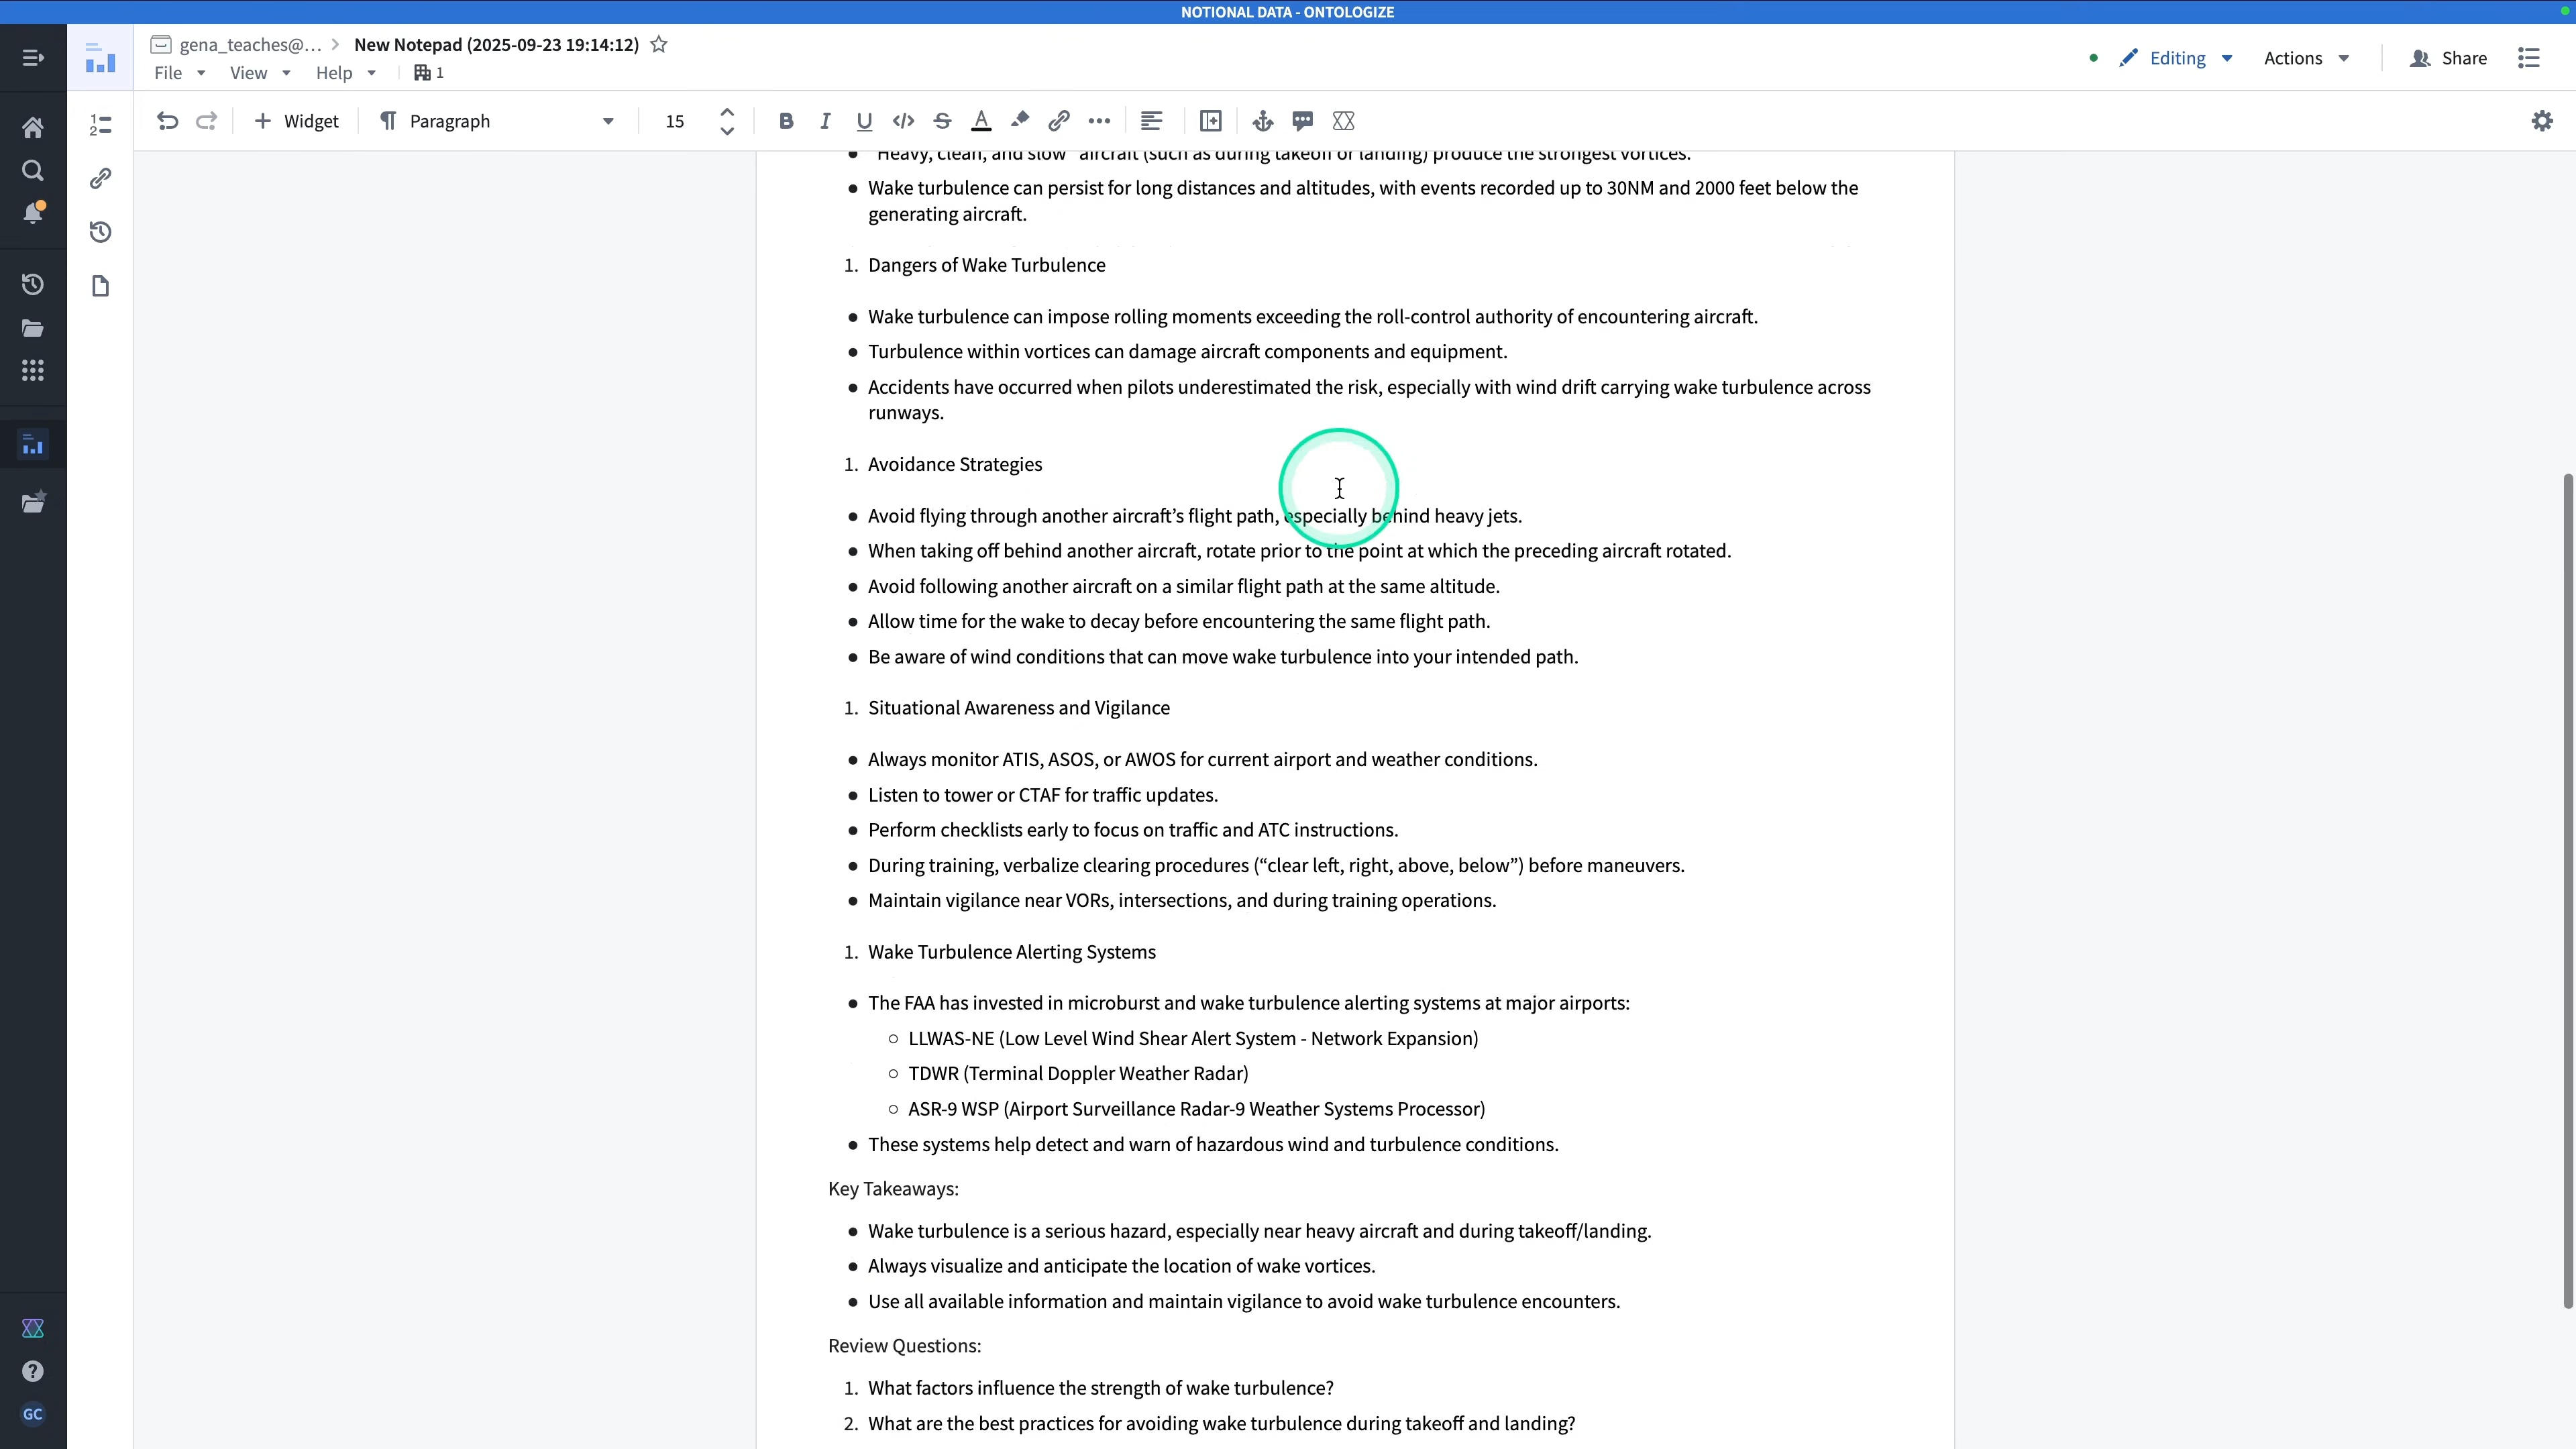 NOTIONAL DATA - ONTOLOGIZE
gena_teaches@... > New Notepad (2025-09-23 19:14:12)
File View Help 1
Editing Actions Share
Widget Paragraph 15
• "Heavy, clean, and slow" aircraft (such as during takeoff or landing) produce the strongest vortices.
• Wake turbulence can persist for long distances and altitudes, with events recorded up to 30NM and 2000 feet below the
generating aircraft.
1. Dangers of Wake Turbulence
• Wake turbulence can impose rolling moments exceeding the roll-control authority of encountering aircraft.
• Turbulence within vortices can damage aircraft components and equipment.
• Accidents have occurred when pilots underestimated the risk, especially with wind drift carrying wake turbulence across
runways.
1. Avoidance Strategies
• Avoid flying through another aircraft’s flight path, especially behind heavy jets.
• When taking off behind another aircraft, rotate prior to the point at which the preceding aircraft rotated.
• Avoid following another aircraft on a similar flight path at the same altitude.
• Allow time for the wake to decay before encountering the same flight path.
• Be aware of wind conditions that can move wake turbulence into your intended path.
1. Situational Awareness and Vigilance
• Always monitor ATIS, ASOS, or AWOS for current airport and weather conditions.
• Listen to tower or CTAF for traffic updates.
• Perform checklists early to focus on traffic and ATC instructions.
• During training, verbalize clearing procedures (“clear left, right, above, below”) before maneuvers.
• Maintain vigilance near VORs, intersections, and during training operations.
1. Wake Turbulence Alerting Systems
• The FAA has invested in microburst and wake turbulence alerting systems at major airports:
○ LLWAS-NE (Low Level Wind Shear Alert System - Network Expansion)
○ TDWR (Terminal Doppler Weather Radar)
○ ASR-9 WSP (Airport Surveillance Radar-9 Weather Systems Processor)
• These systems help detect and warn of hazardous wind and turbulence conditions.
Key Takeaways:
• Wake turbulence is a serious hazard, especially near heavy aircraft and during takeoff/landing.
• Always visualize and anticipate the location of wake vortices.
• Use all available information and maintain vigilance to avoid wake turbulence encounters.
Review Questions:
1. What factors influence the strength of wake turbulence?
2. What are the best practices for avoiding wake turbulence during takeoff and landing?
GC